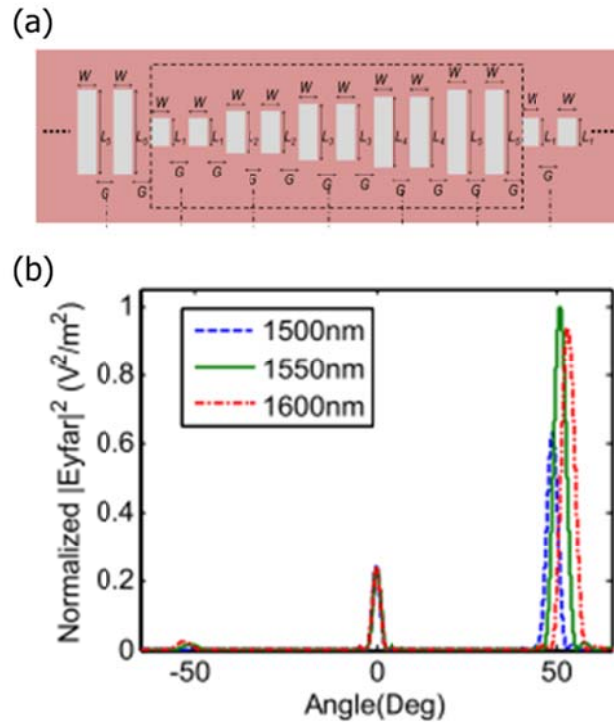 (a)
W W W W W W W W W W W W W W
L5 L5 L1 L1 L2 L2 L3 L3 L4 L4 L5 L5 L1 L1
G G G G G G G G G G G G G
(b)
1500nm
1550nm
1600nm
1
0.8
0.6
0.4
0.2
0
Normalized |Eyfar|² (V²/m²)
-50 0 50
Angle(Deg)